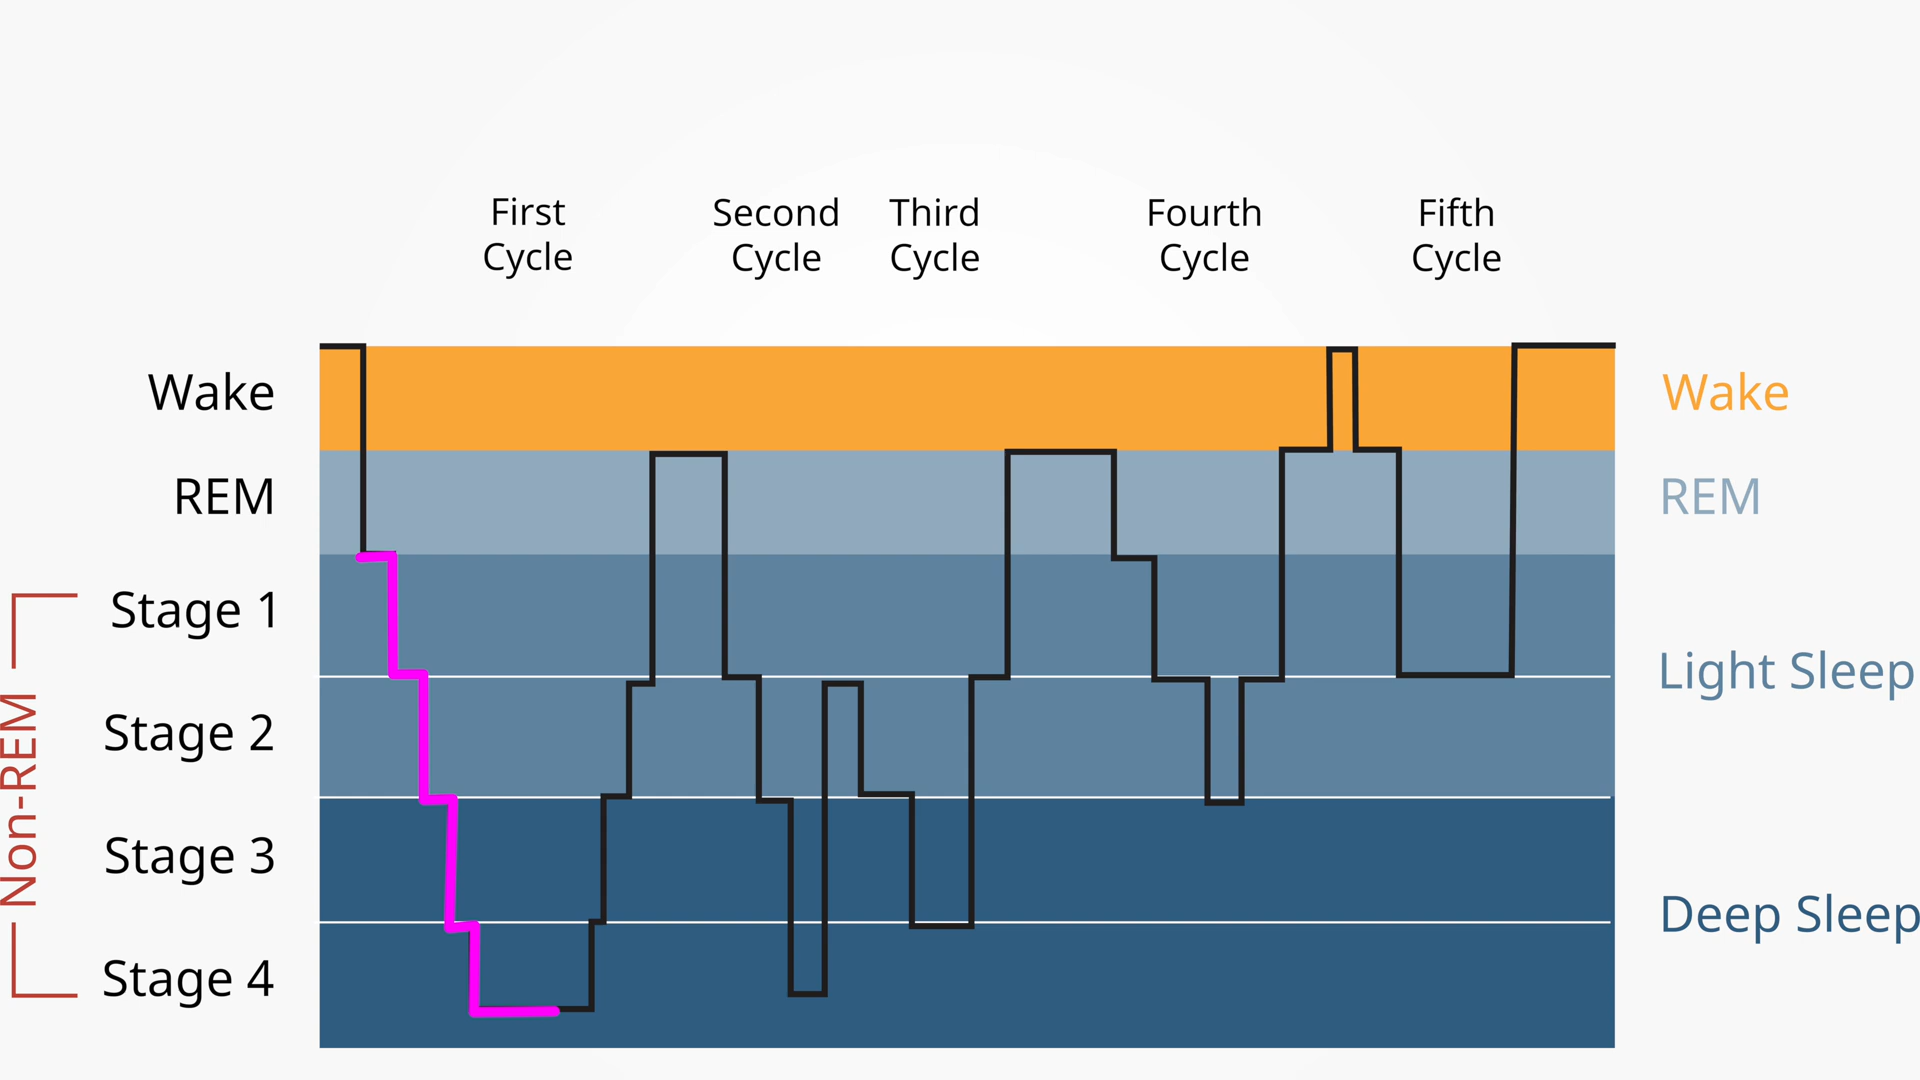 First
Cycle
Second
Cycle
Third
Cycle
Fourth
Cycle
Fifth
Cycle
Wake
REM
Stage 1
Stage 2
Stage 3
Stage 4
Non-REM
Wake
REM
Light Sleep
Deep Sleep